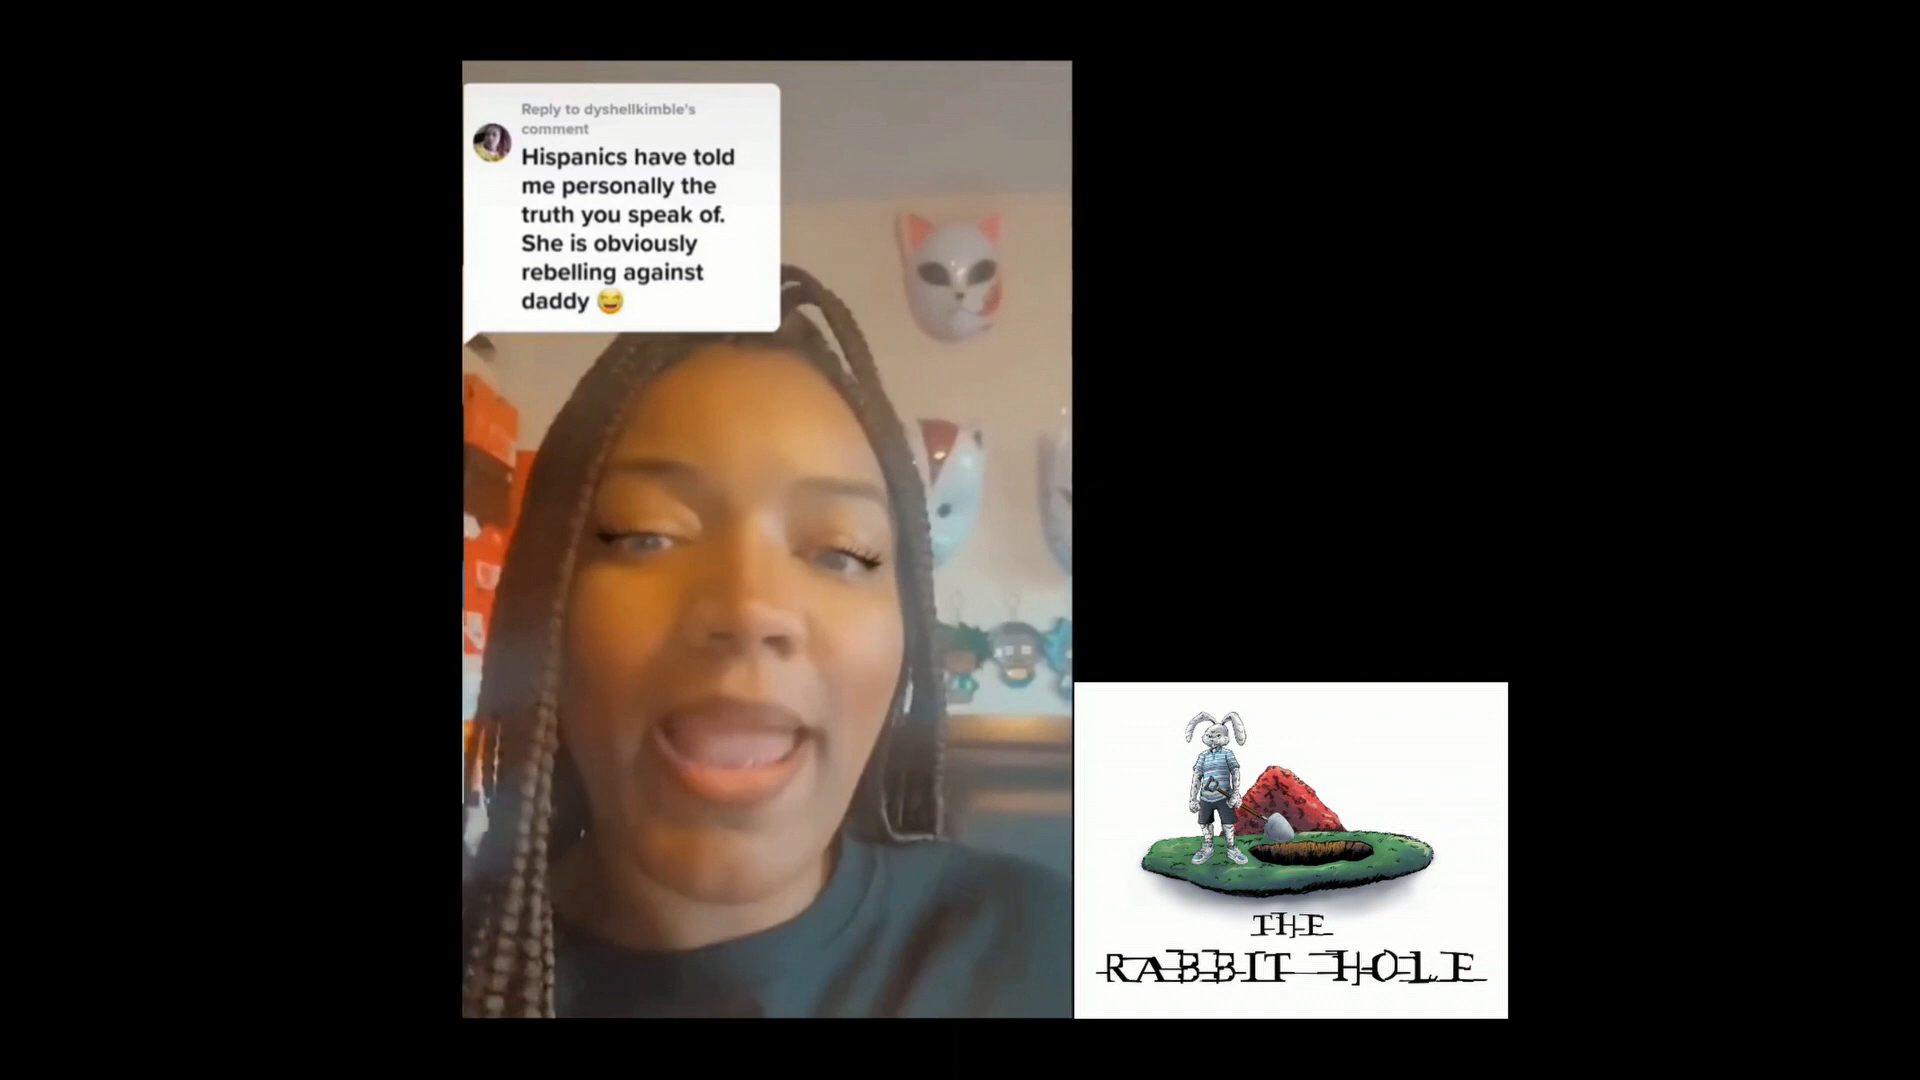 Reply to dyshellkimble's
comment
Hispanics have told
me personally the
truth you speak of.
She is obviously
rebelling against
daddy 😂
THE
RABBIT HOLE